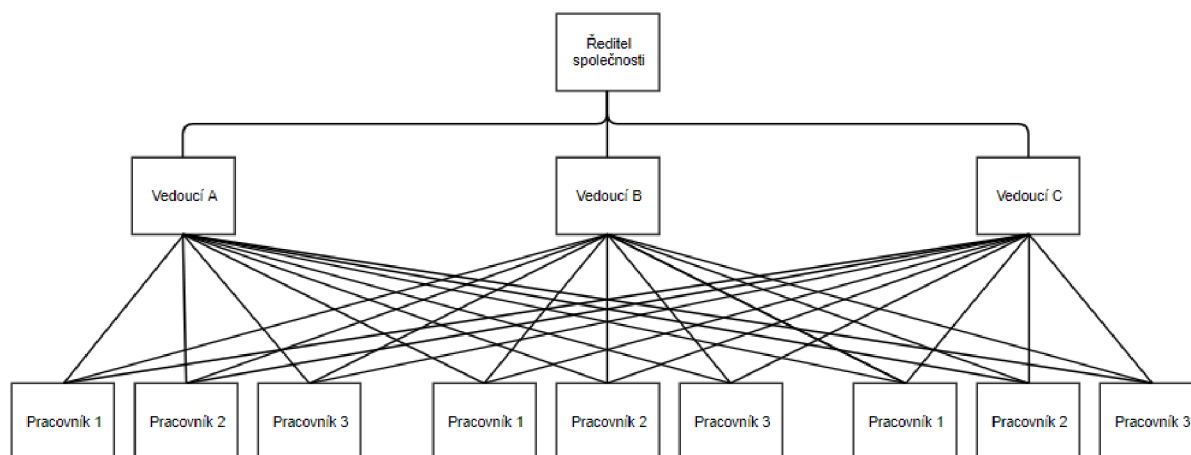 Ředitel
společnosti
Vedoucí A
Vedoucí B
Vedoucí C
Pracovník 1
Pracovník 2
Pracovník 3
Pracovník 1
Pracovník 2
Pracovník 3
Pracovník 1
Pracovník 2
Pracovník 3